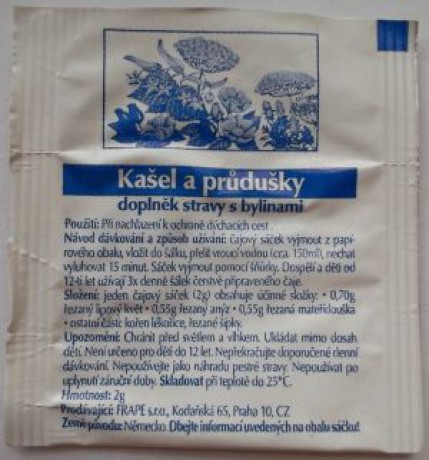 Kašel a průdušky
doplněk stravy s bylinami
Použití: Při nachlazení k ochraně dýchacích cest.
Návod dávkování a způsob užívání: čajový sáček vyjmout z papí-
rového obalu, vložit do šálku, přelít vroucí vodou (cca. 150ml), nechat
vyluhovat 15 minut. Sáček vyjmout pomocí šňůrky. Dospělí a děti od
12-ti let užívají 3x denně šálek čerstvě připraveného čaje.
Složení: jeden čajový sáček (2g) obsahuje účinné složky: • 0,70g
řezaný lipový květ • 0,55g řezaný anýz • 0,55g řezaná mateřídouška
• ostatní části: kořen lékořice, řezané šípky.
Upozornění: Chránit před světlem a vlhkem. Ukládat mimo dosah
dětí. Není určeno pro děti do 12 let. Nepřekračujte doporučené denní
dávkování. Nepoužívejte jako náhradu pestré stravy. Nepoužívat po
uplynutí záruční doby. Skladovat při teplotě do 25°C.
Hmotnost: 2g
Prodávající: FRAPE s.r.o., Kodaňská 65, Praha 10, CZ
Země původu: Německo. Dbejte informací uvedených na obalu sáčku!